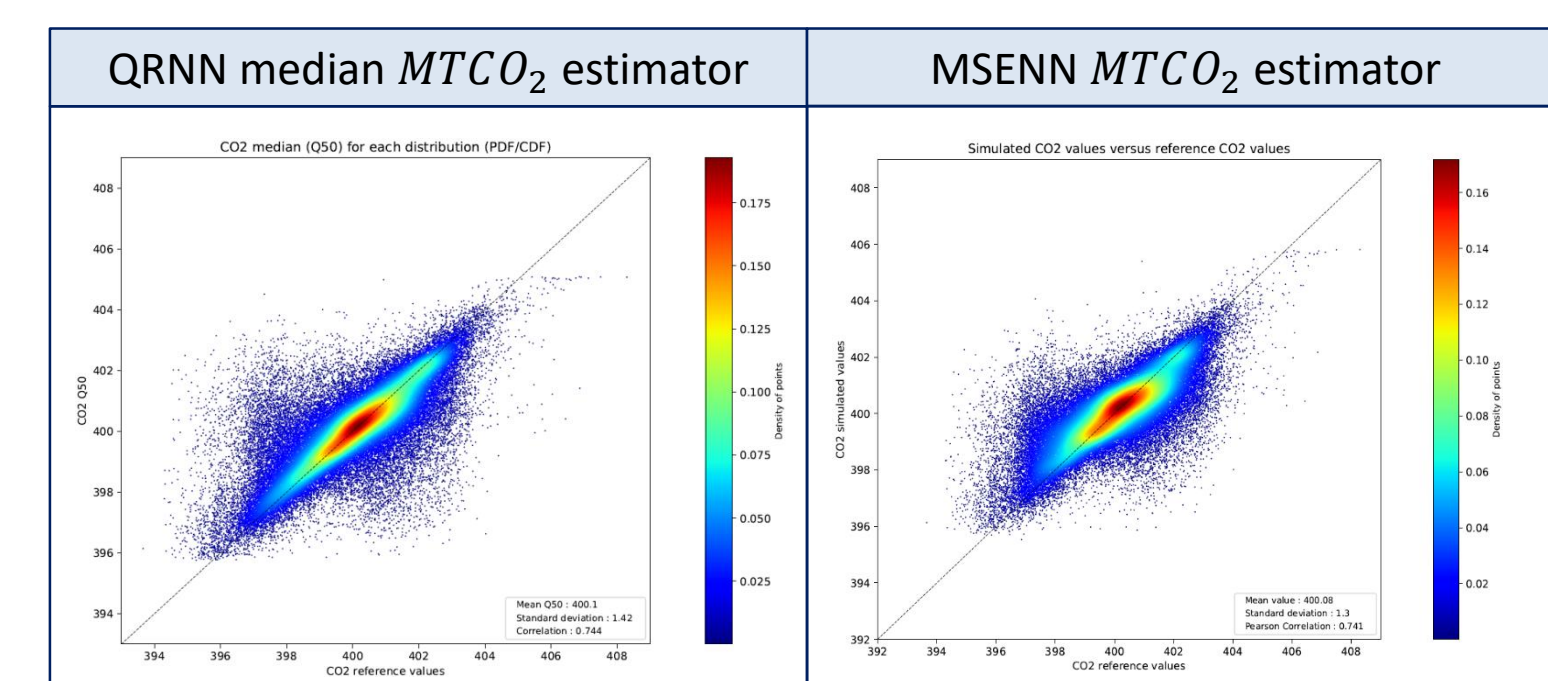 QRNN median MTCO₂ estimator
MSENN MTCO₂ estimator
CO2 median (Q50) for each distribution (PDF/CDF)
408
406
404
402
400
398
396
394
CO2 Q50
394 396 398 400 402 404 406 408
CO2 reference values
Mean Q50 : 400.1
Standard deviation : 1.42
Correlation : 0.744
0.175
0.150
0.125
0.100
0.075
0.050
0.025
Density of points
Simulated CO2 values versus reference CO2 values
408
406
404
402
400
398
396
394
392
CO2 simulated values
392 394 396 398 400 402 404 406 408
CO2 reference values
Mean value : 400.08
Standard deviation : 1.3
Pearson Correlation : 0.741
0.16
0.14
0.12
0.10
0.08
0.06
0.04
0.02
Density of points